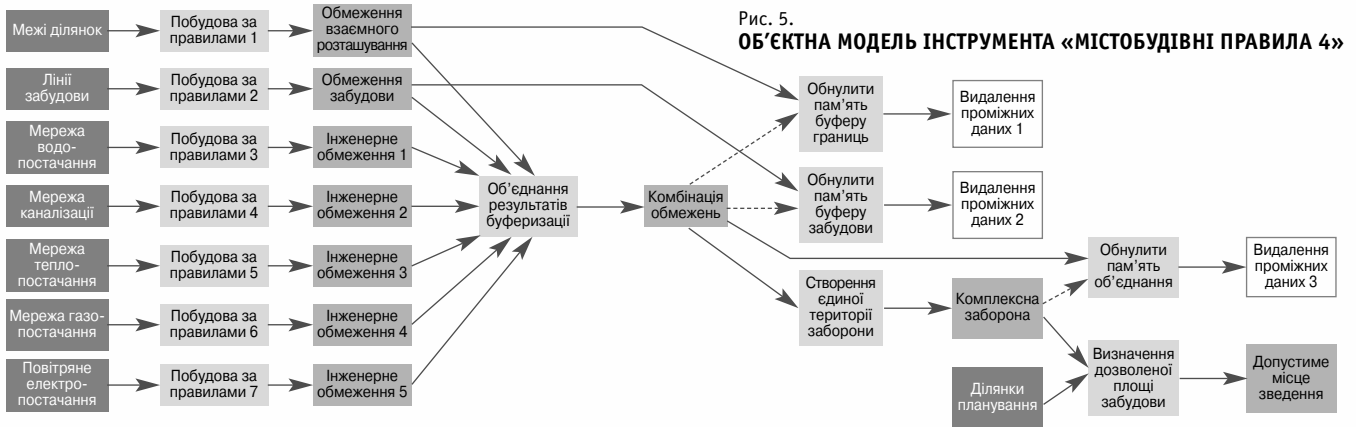 Рис. 5.
ОБ'ЄКТНА МОДЕЛЬ ІНСТРУМЕНТА «МІСТОБУДІВНІ ПРАВИЛА 4»
Межі ділянок
Побудова за
правилами 1
Обмеження
взаємного
розташування
Лінії
забудови
Побудова за
правилами 2
Обмеження
забудови
Мережа
водо-
постачання
Побудова за
правилами 3
Інженерне
обмеження 1
Мережа
каналізації
Побудова за
правилами 4
Інженерне
обмеження 2
Мережа
тепло-
постачання
Побудова за
правилами 5
Інженерне
обмеження 3
Мережа газо-
постачання
Побудова за
правилами 6
Інженерне
обмеження 4
Повітряне
електро-
постачання
Побудова за
правилами 7
Інженерне
обмеження 5
Об'єднання
результатів
буферизації
Комбінація
обмежень
Обнулити
пам'ять
буферу
границь
Видалення
проміжних
даних 1
Обнулити
пам'ять
буферу
забудови
Видалення
проміжних
даних 2
Створення
єдиної
території
заборони
Комплексна
заборона
Обнулити
пам'ять
об'єднання
Видалення
проміжних
даних 3
Ділянки
планування
Визначення
дозволеної
площі
забудови
Допустиме
місце
зведення